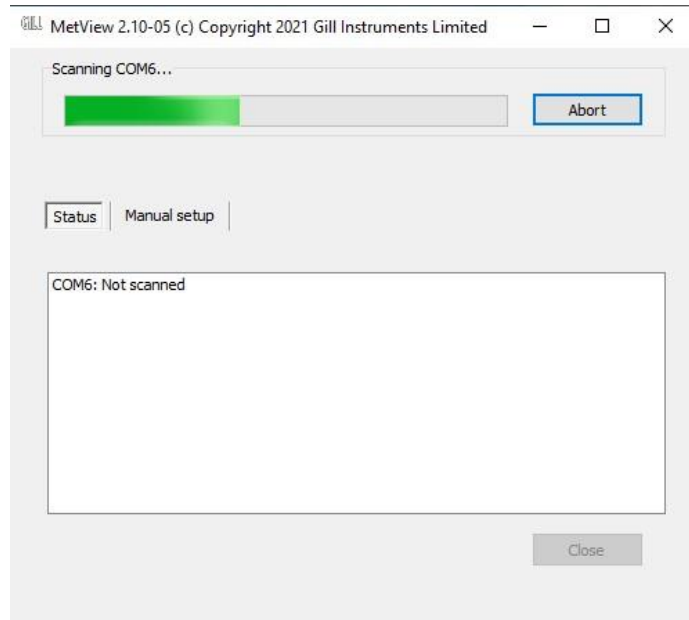 GILL MetView 2.10-05 (c) Copyright 2021 Gill Instruments Limited
Scanning COM6...
Abort
Status Manual setup
COM6: Not scanned
Close